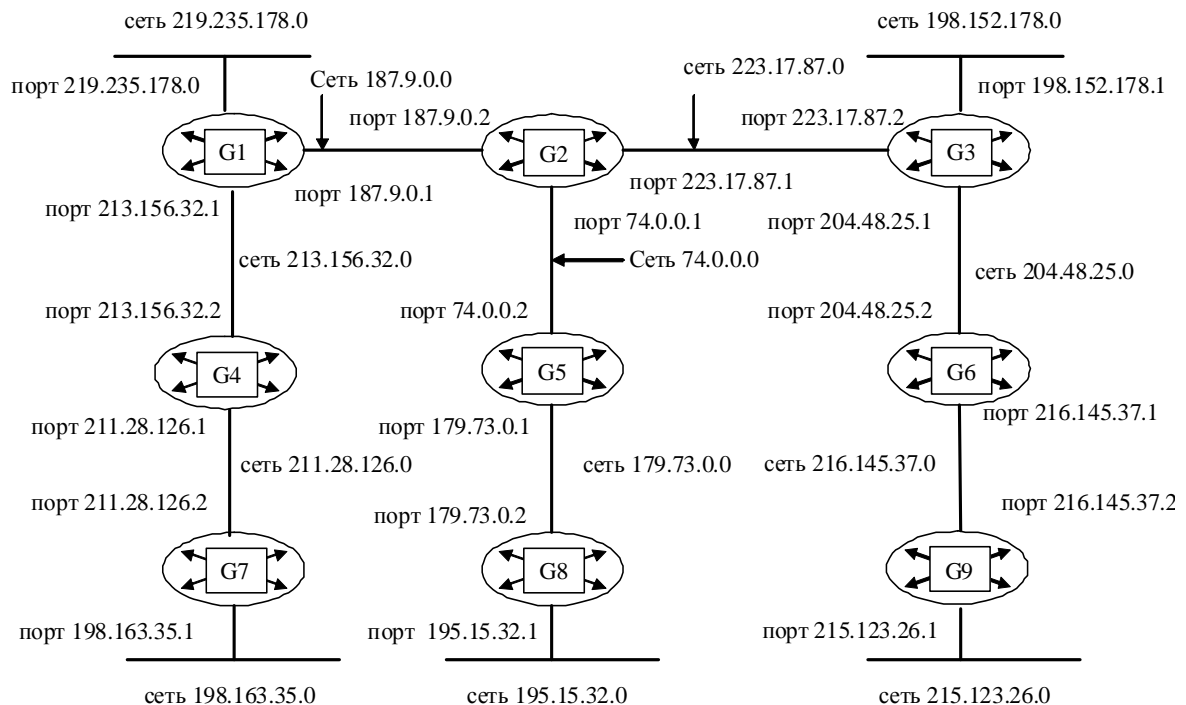 сеть 219.235.178.0
сеть 198.152.178.0
порт 219.235.178.0
Сеть 187.9.0.0
сеть 223.17.87.0
порт 198.152.178.1
порт 187.9.0.2
порт 223.17.87.2
G1
G2
G3
порт 187.9.0.1
порт 223.17.87.1
порт 213.156.32.1
порт 74.0.0.1
порт 204.48.25.1
сеть 213.156.32.0
Сеть 74.0.0.0
сеть 204.48.25.0
порт 213.156.32.2
порт 74.0.0.2
порт 204.48.25.2
G4
G5
G6
порт 211.28.126.1
порт 179.73.0.1
порт 216.145.37.1
сеть 211.28.126.0
сеть 179.73.0.0
сеть 216.145.37.0
порт 211.28.126.2
порт 179.73.0.2
порт 216.145.37.2
G7
G8
G9
порт 198.163.35.1
порт 195.15.32.1
порт 215.123.26.1
сеть 198.163.35.0
сеть 195.15.32.0
сеть 215.123.26.0